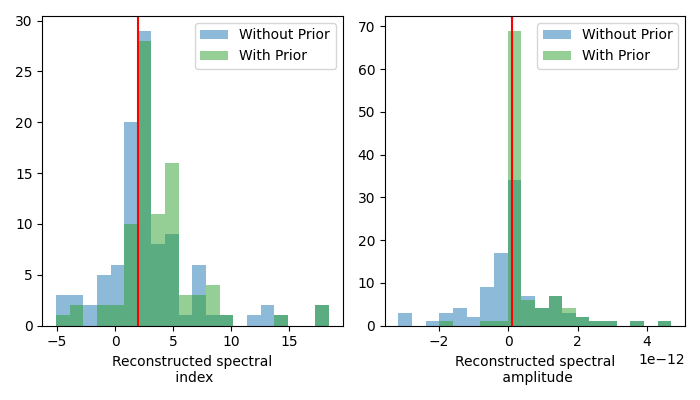 30
25
20
15
10
5
0
−5
0
5
10
15
Reconstructed spectral
index
Without Prior
With Prior
70
60
50
40
30
20
10
0
−2
0
2
4
1e−12
Reconstructed spectral
amplitude
Without Prior
With Prior